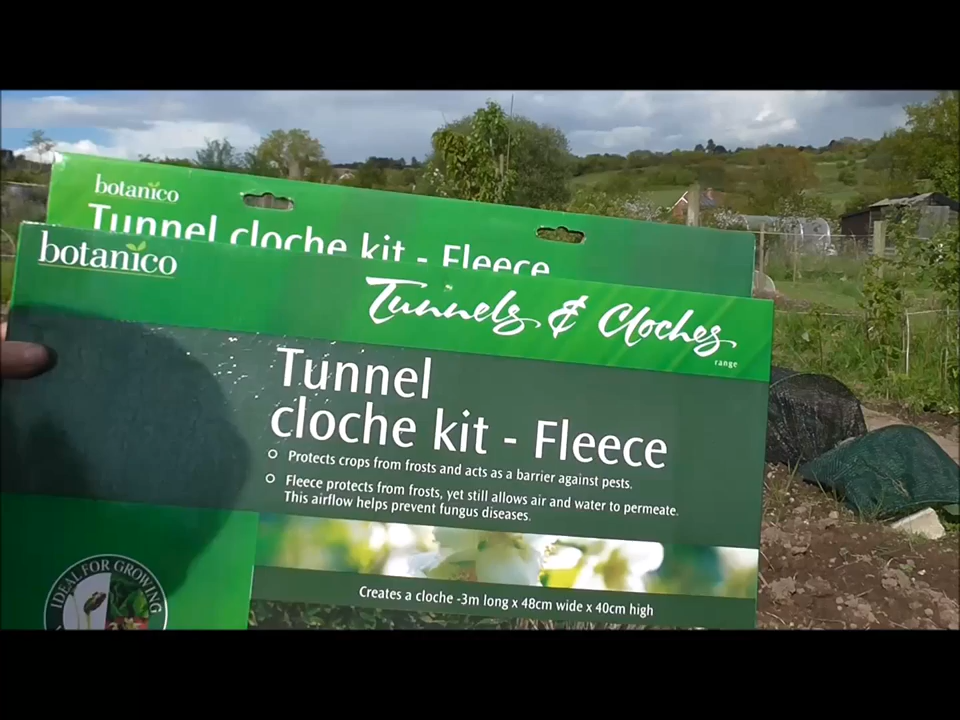 botanico
Tunnel cloche kit - Fleece
botanico
Tunnels & Cloches
range
Tunnel
cloche kit - Fleece
Protects crops from frosts and acts as a barrier against pests.
Fleece protects from frosts, yet still allows air and water to permeate.
This airflow helps prevent fungus diseases.
IDEAL FOR GROWING
Creates a cloche -3m long x 48cm wide x 40cm high